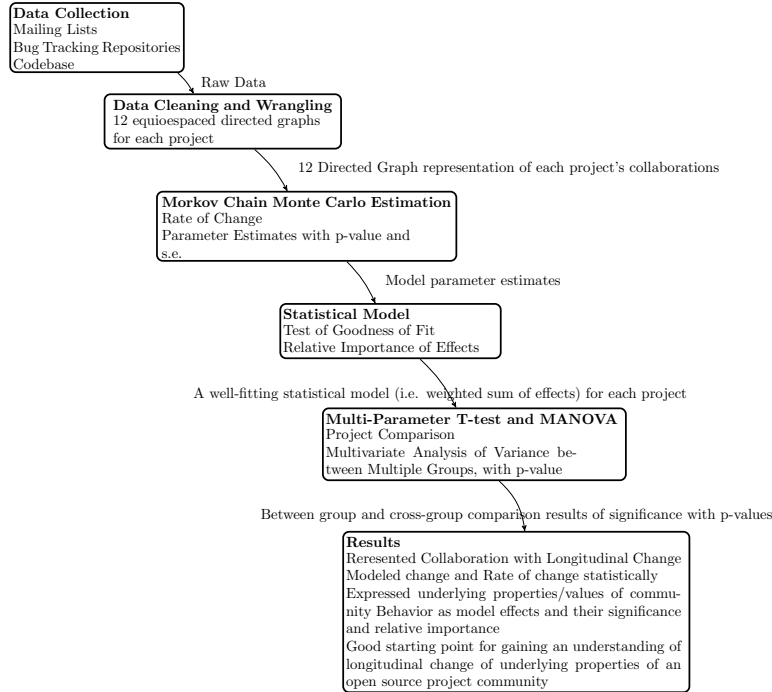 Data Collection
Mailing Lists
Bug Tracking Repositories
Codebase
Raw Data
Data Cleaning and Wrangling
12 equioespaced directed graphs
for each project
12 Directed Graph representation of each project's collaborations
Morkov Chain Monte Carlo Estimation
Rate of Change
Parameter Estimates with p-value and
s.e.
Model parameter estimates
Statistical Model
Test of Goodness of Fit
Relative Importance of Effects
A well-fitting statistical model (i.e. weighted sum of effects) for each project
Multi-Parameter T-test and MANOVA
Project Comparison
Multivariate Analysis of Variance be-
tween Multiple Groups, with p-value
Between group and cross-group comparison results of significance with p-values
Results
Reresented Collaboration with Longitudinal Change
Modeled change and Rate of change statistically
Expressed underlying properties/values of commu-
nity Behavior as model effects and their significance
and relative importance
Good starting point for gaining an understanding of
longitudinal change of underlying properties of an
open source project community